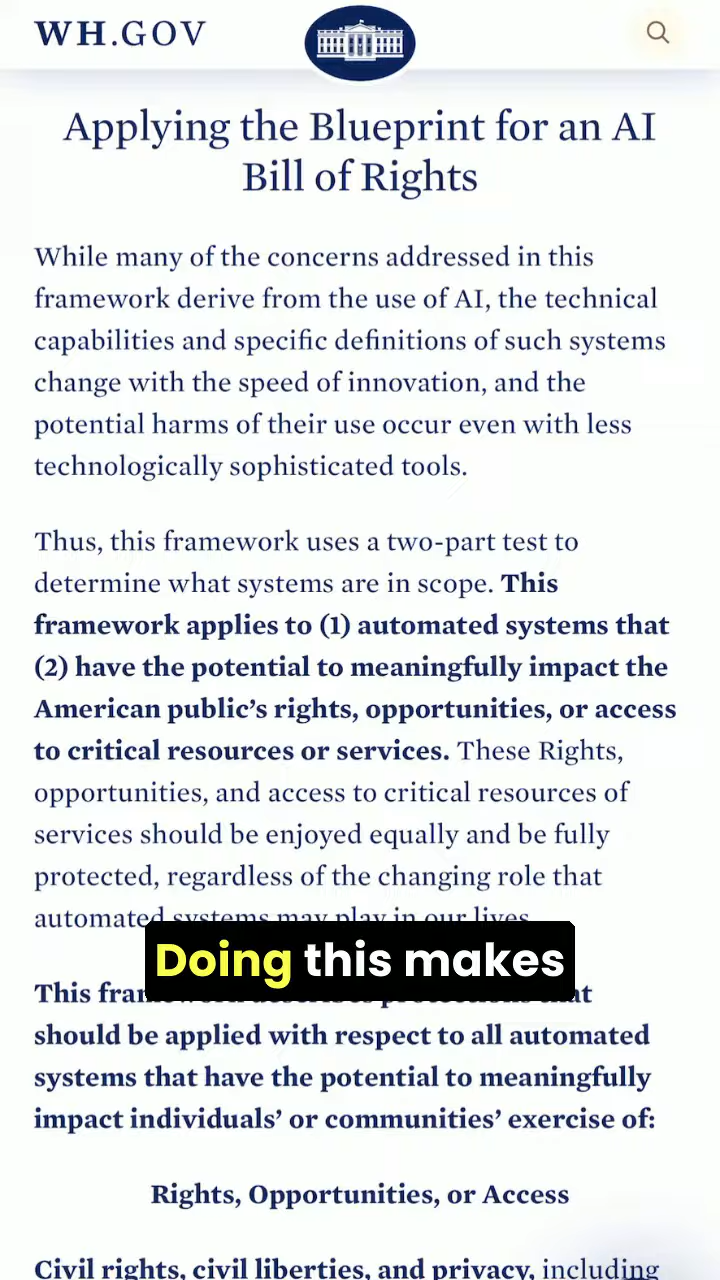 WH.GOV
Applying the Blueprint for an AI
Bill of Rights
While many of the concerns addressed in this
framework derive from the use of AI, the technical
capabilities and specific definitions of such systems
change with the speed of innovation, and the
potential harms of their use occur even with less
technologically sophisticated tools.
Thus, this framework uses a two-part test to
determine what systems are in scope. This
framework applies to (1) automated systems that
(2) have the potential to meaningfully impact the
American public’s rights, opportunities, or access
to critical resources or services. These Rights,
opportunities, and access to critical resources of
services should be enjoyed equally and be fully
protected, regardless of the changing role that
automated systems may play in our lives.
Doing this makes
This that
should be applied with respect to all automated
systems that have the potential to meaningfully
impact individuals’ or communities’ exercise of:
Rights, Opportunities, or Access
Civil rights, civil liberties, and privacy, including